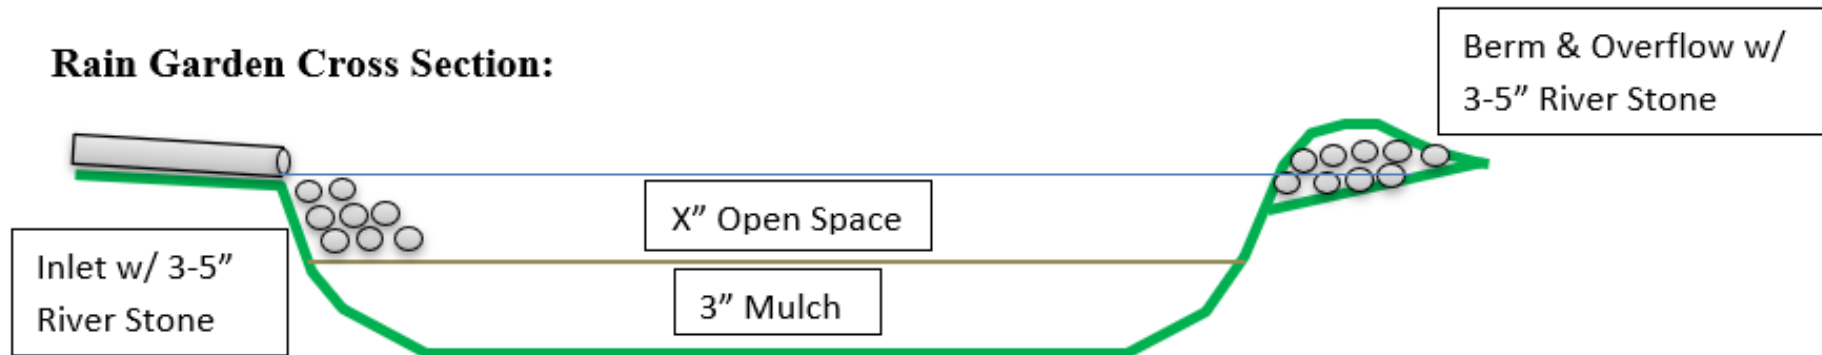 Rain Garden Cross Section:
Berm & Overflow w/
3-5” River Stone
X” Open Space
Inlet w/ 3-5”
River Stone
3” Mulch